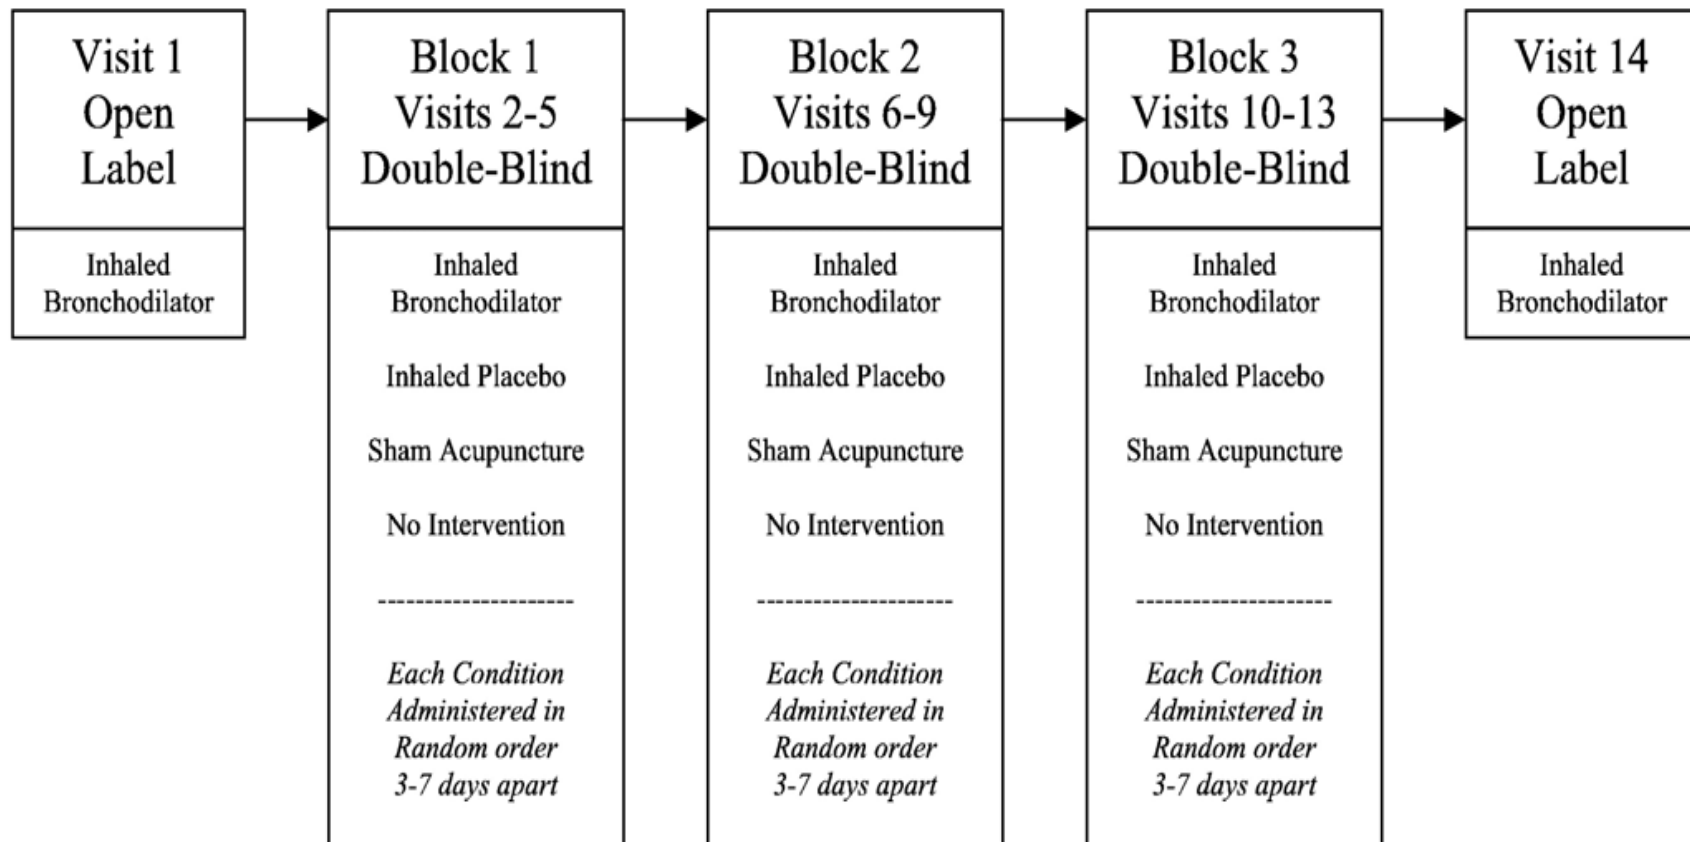 Visit 1
Open
Label
Inhaled
Bronchodilator
Block 1
Visits 2-5
Double-Blind
Inhaled
Bronchodilator
Inhaled Placebo
Sham Acupuncture
No Intervention
---------------------
Each Condition
Administered in
Random order
3-7 days apart
Block 2
Visits 6-9
Double-Blind
Inhaled
Bronchodilator
Inhaled Placebo
Sham Acupuncture
No Intervention
---------------------
Each Condition
Administered in
Random order
3-7 days apart
Block 3
Visits 10-13
Double-Blind
Inhaled
Bronchodilator
Inhaled Placebo
Sham Acupuncture
No Intervention
---------------------
Each Condition
Administered in
Random order
3-7 days apart
Visit 14
Open
Label
Inhaled
Bronchodilator